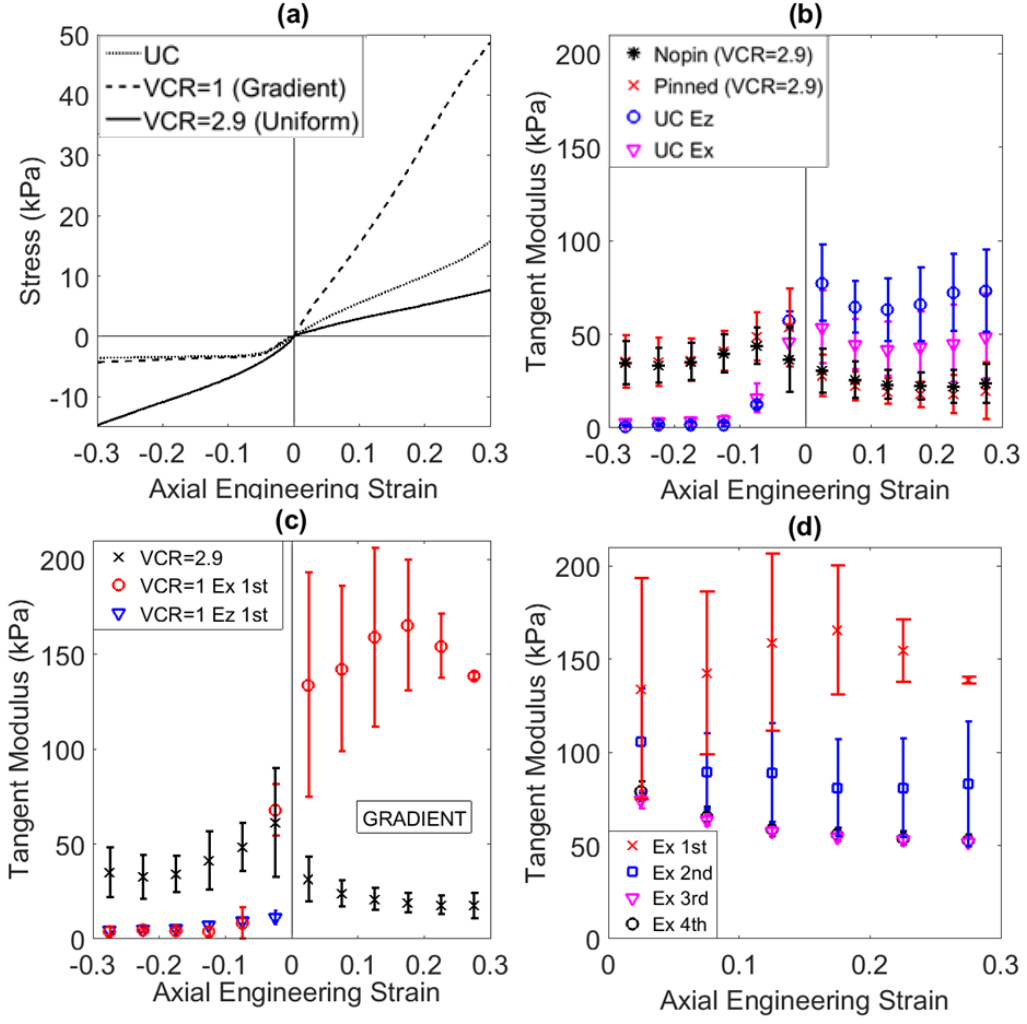 (a)
50
40
30
20
10
0
-10
-0.3 -0.2 -0.1 0 0.1 0.2 0.3
Stress (kPa)
Axial Engineering Strain
UC
VCR=1 (Gradient)
VCR=2.9 (Uniform)
(b)
200
150
100
50
0
-0.3 -0.2 -0.1 0 0.1 0.2 0.3
Tangent Modulus (kPa)
Axial Engineering Strain
Nopin (VCR=2.9)
Pinned (VCR=2.9)
UC Ez
UC Ex
(c)
200
150
100
50
0
-0.3 -0.2 -0.1 0 0.1 0.2 0.3
Tangent Modulus (kPa)
Axial Engineering Strain
VCR=2.9
VCR=1 Ex 1st
VCR=1 Ez 1st
GRADIENT
(d)
200
150
100
50
0
0 0.1 0.2 0.3
Tangent Modulus (kPa)
Axial Engineering Strain
Ex 1st
Ex 2nd
Ex 3rd
Ex 4th